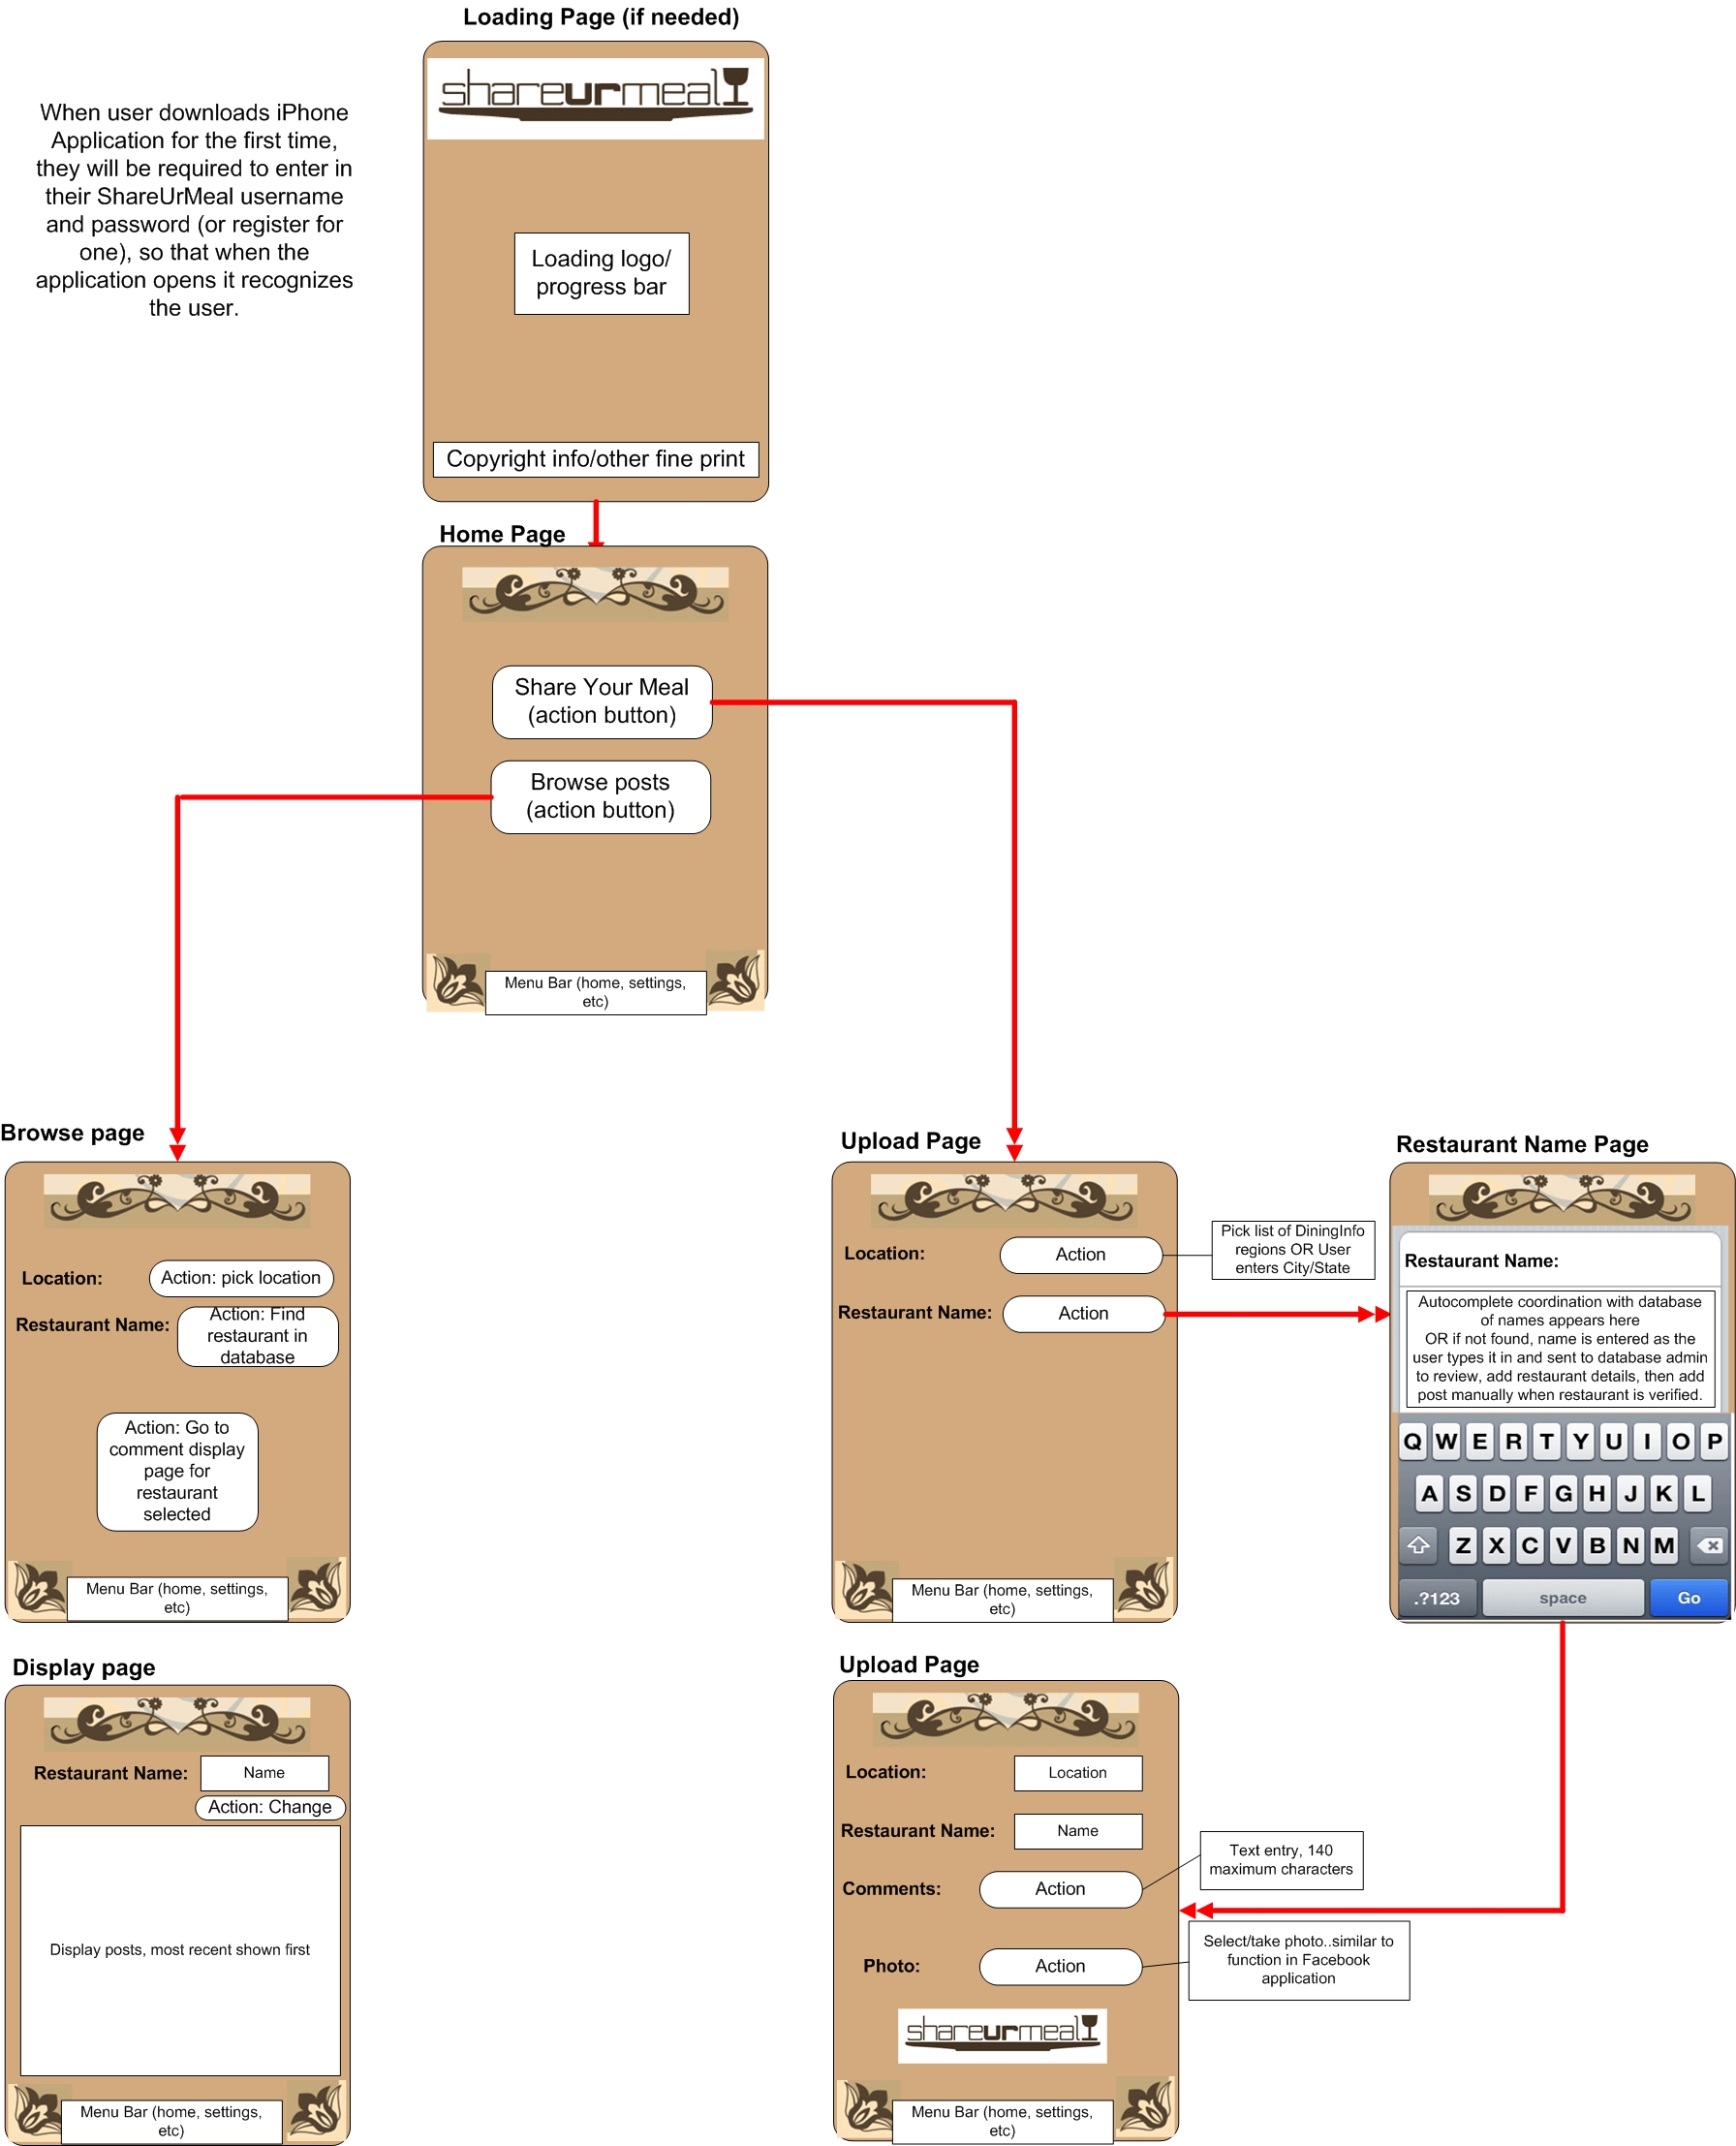 Loading Page (if needed)
shareurmeal
When user downloads iPhone
Application for the first time,
they will be required to enter in
their ShareUrMeal username
and password (or register for
one), so that when the
application opens it recognizes
the user.
Loading logo/
progress bar
Copyright info/other fine print
Home Page
Share Your Meal
(action button)
Browse posts
(action button)
Menu Bar (home, settings,
etc)
Browse page
Location:
Action: pick location
Restaurant Name:
Action: Find
restaurant in
database
Action: Go to
comment display
page for
restaurant
selected
Menu Bar (home, settings,
etc)
Upload Page
Location:
Action
Pick list of DiningInfo
regions OR User
enters City/State
Restaurant Name:
Action
Menu Bar (home, settings,
etc)
Restaurant Name Page
Restaurant Name:
Autocomplete coordination with database
of names appears here
OR if not found, name is entered as the
user types it in and sent to database admin
to review, add restaurant details, then add
post manually when restaurant is verified.
Q W E R T Y U I O P
A S D F G H J K L
Z X C V B N M
.?123 space Go
Display page
Restaurant Name:
Name
Action: Change
Display posts, most recent shown first
Menu Bar (home, settings,
etc)
Upload Page
Location:
Location
Restaurant Name:
Name
Comments:
Action
Text entry, 140
maximum characters
Photo:
Action
Select/take photo..similar to
function in Facebook
application
shareurmeal
Menu Bar (home, settings,
etc)